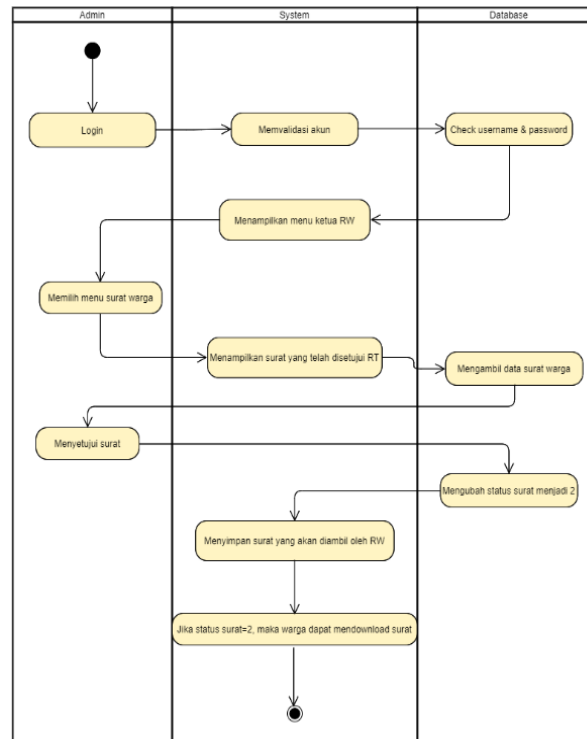 Admin
System
Database
Login
Memvalidasi akun
Check username & password
Menampilkan menu ketua RW
Memilih menu surat warga
Menampilkan surat yang telah disetujui RT
Mengambil data surat warga
Menyetujui surat
Mengubah status surat menjadi 2
Menyimpan surat yang akan diambil oleh RW
Jika status surat=2, maka warga dapat mendownload surat